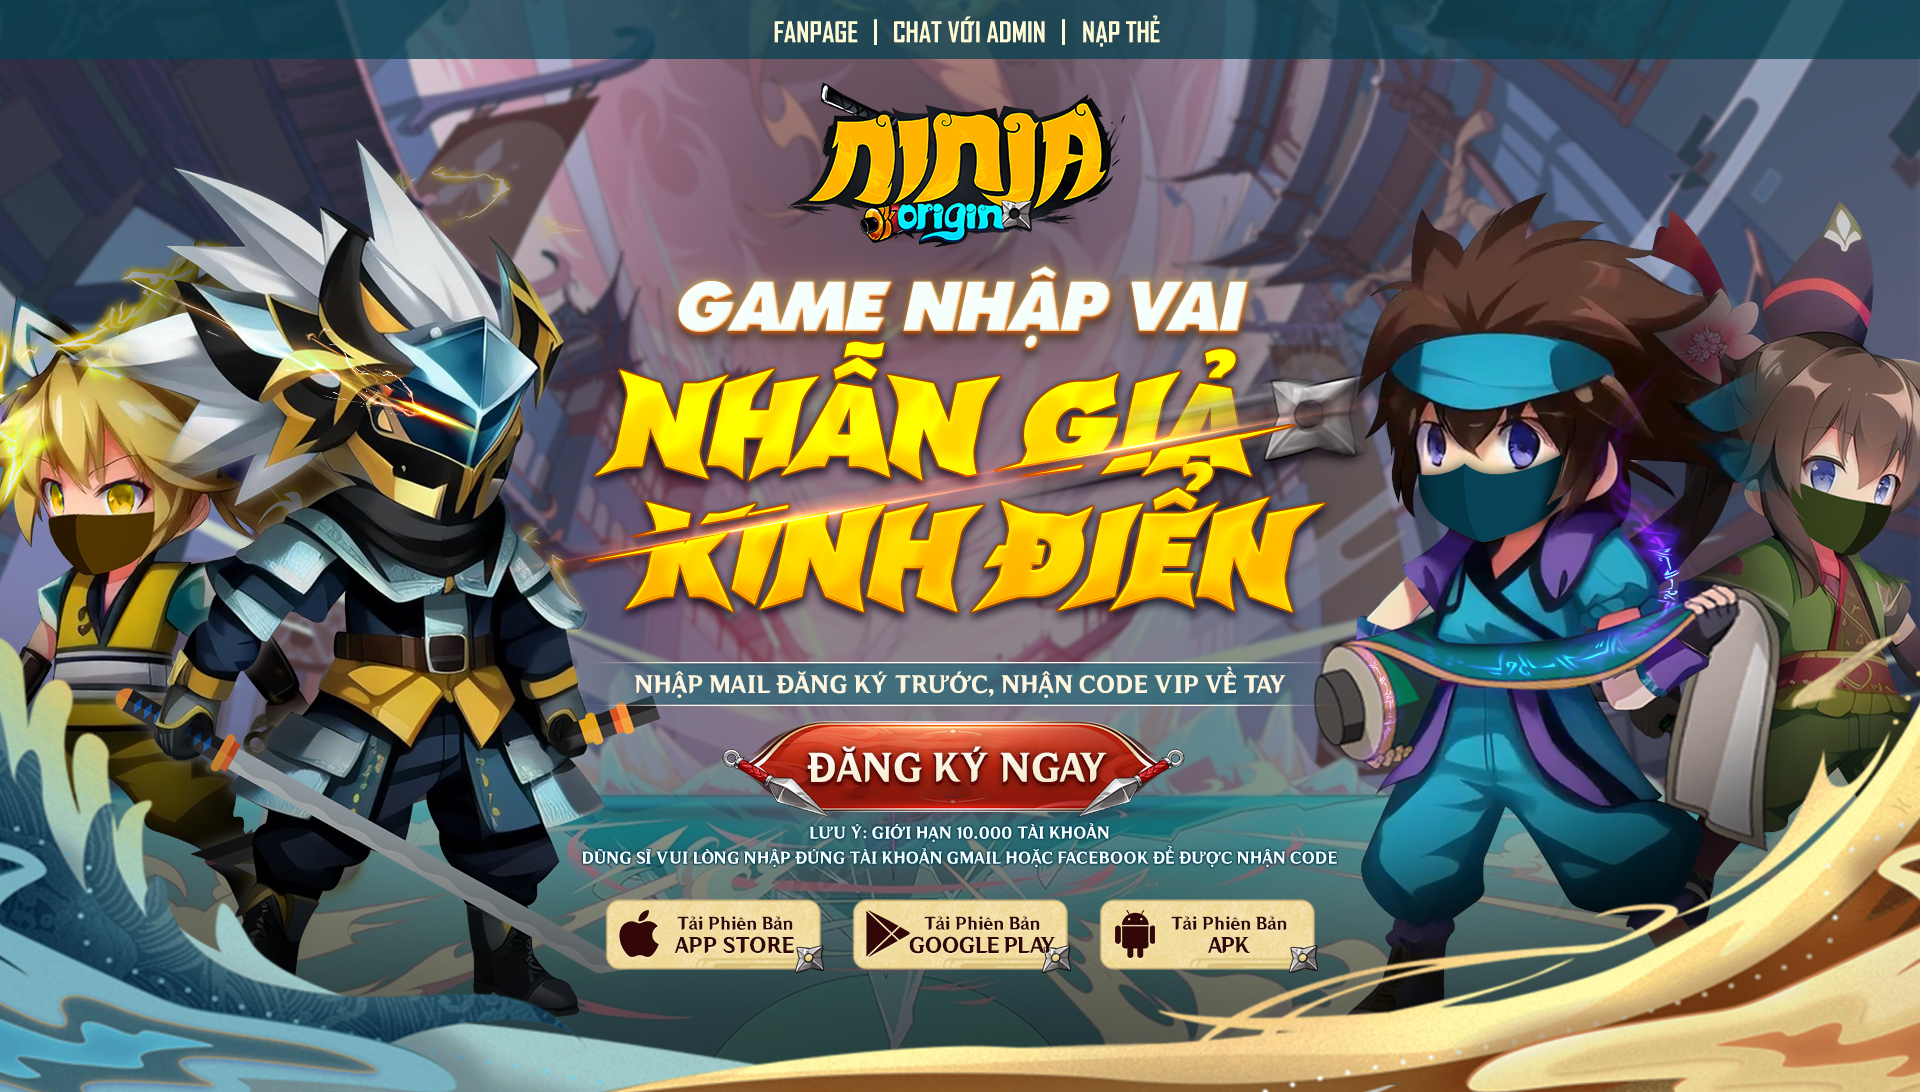 FANPAGE | CHAT VỚI ADMIN | NẠP THẺ
NINJA
origin
GAME NHẬP VAI
NHẪN GIẢ
KINH ĐIỂN
NHẬP MAIL ĐĂNG KÝ TRƯỚC, NHẬN CODE VIP VỀ TAY
ĐĂNG KÝ NGAY
LƯU Ý: GIỚI HẠN 10.000 TÀI KHOẢN
DŨNG SĨ VUI LÒNG NHẬP ĐÚNG TÀI KHOẢN GMAIL HOẶC FACEBOOK ĐỂ ĐƯỢC NHẬN CODE
Tải Phiên Bản
APP STORE
Tải Phiên Bản
GOOGLE PLAY
Tải Phiên Bản
APK